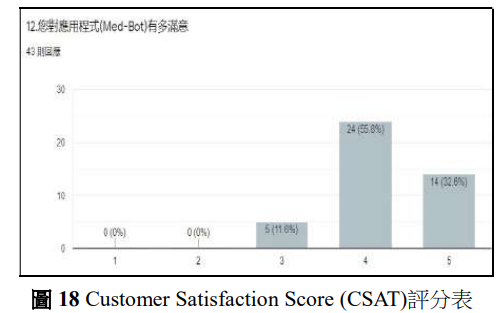 12.您對應用程式(Med-Bot)有多滿意
43 則回應
30
20
10
0
0 (0%)
0 (0%)
5 (11.6%)
24 (55.8%)
14 (32.6%)
1 2 3 4 5
圖 18 Customer Satisfaction Score (CSAT)評分表